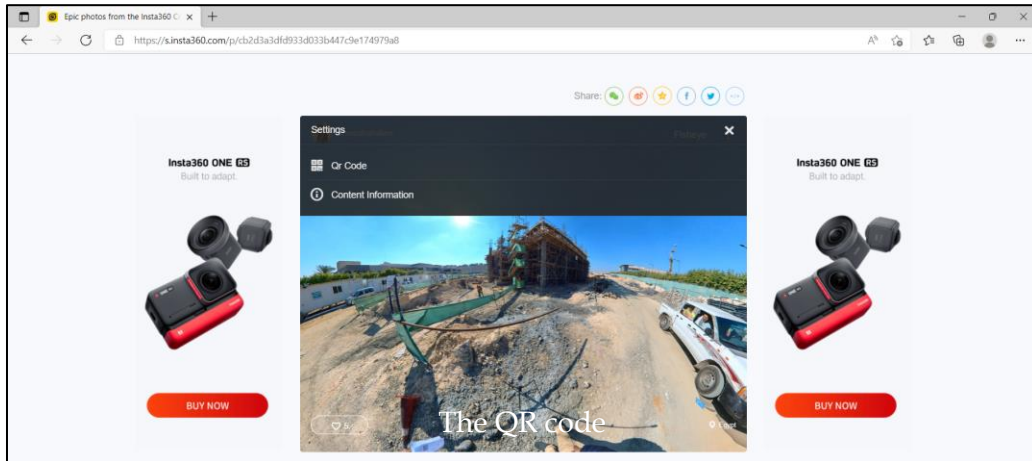 Epic photos from the Insta360 C
https://s.insta360.com/p/cb2d3a3dfd933d033b447c9e174979a8
Share:
Settings
Qr Code
Content Information
Insta360 ONE RS
Built to adapt.
BUY NOW
Insta360 ONE RS
Built to adapt.
BUY NOW
The QR code